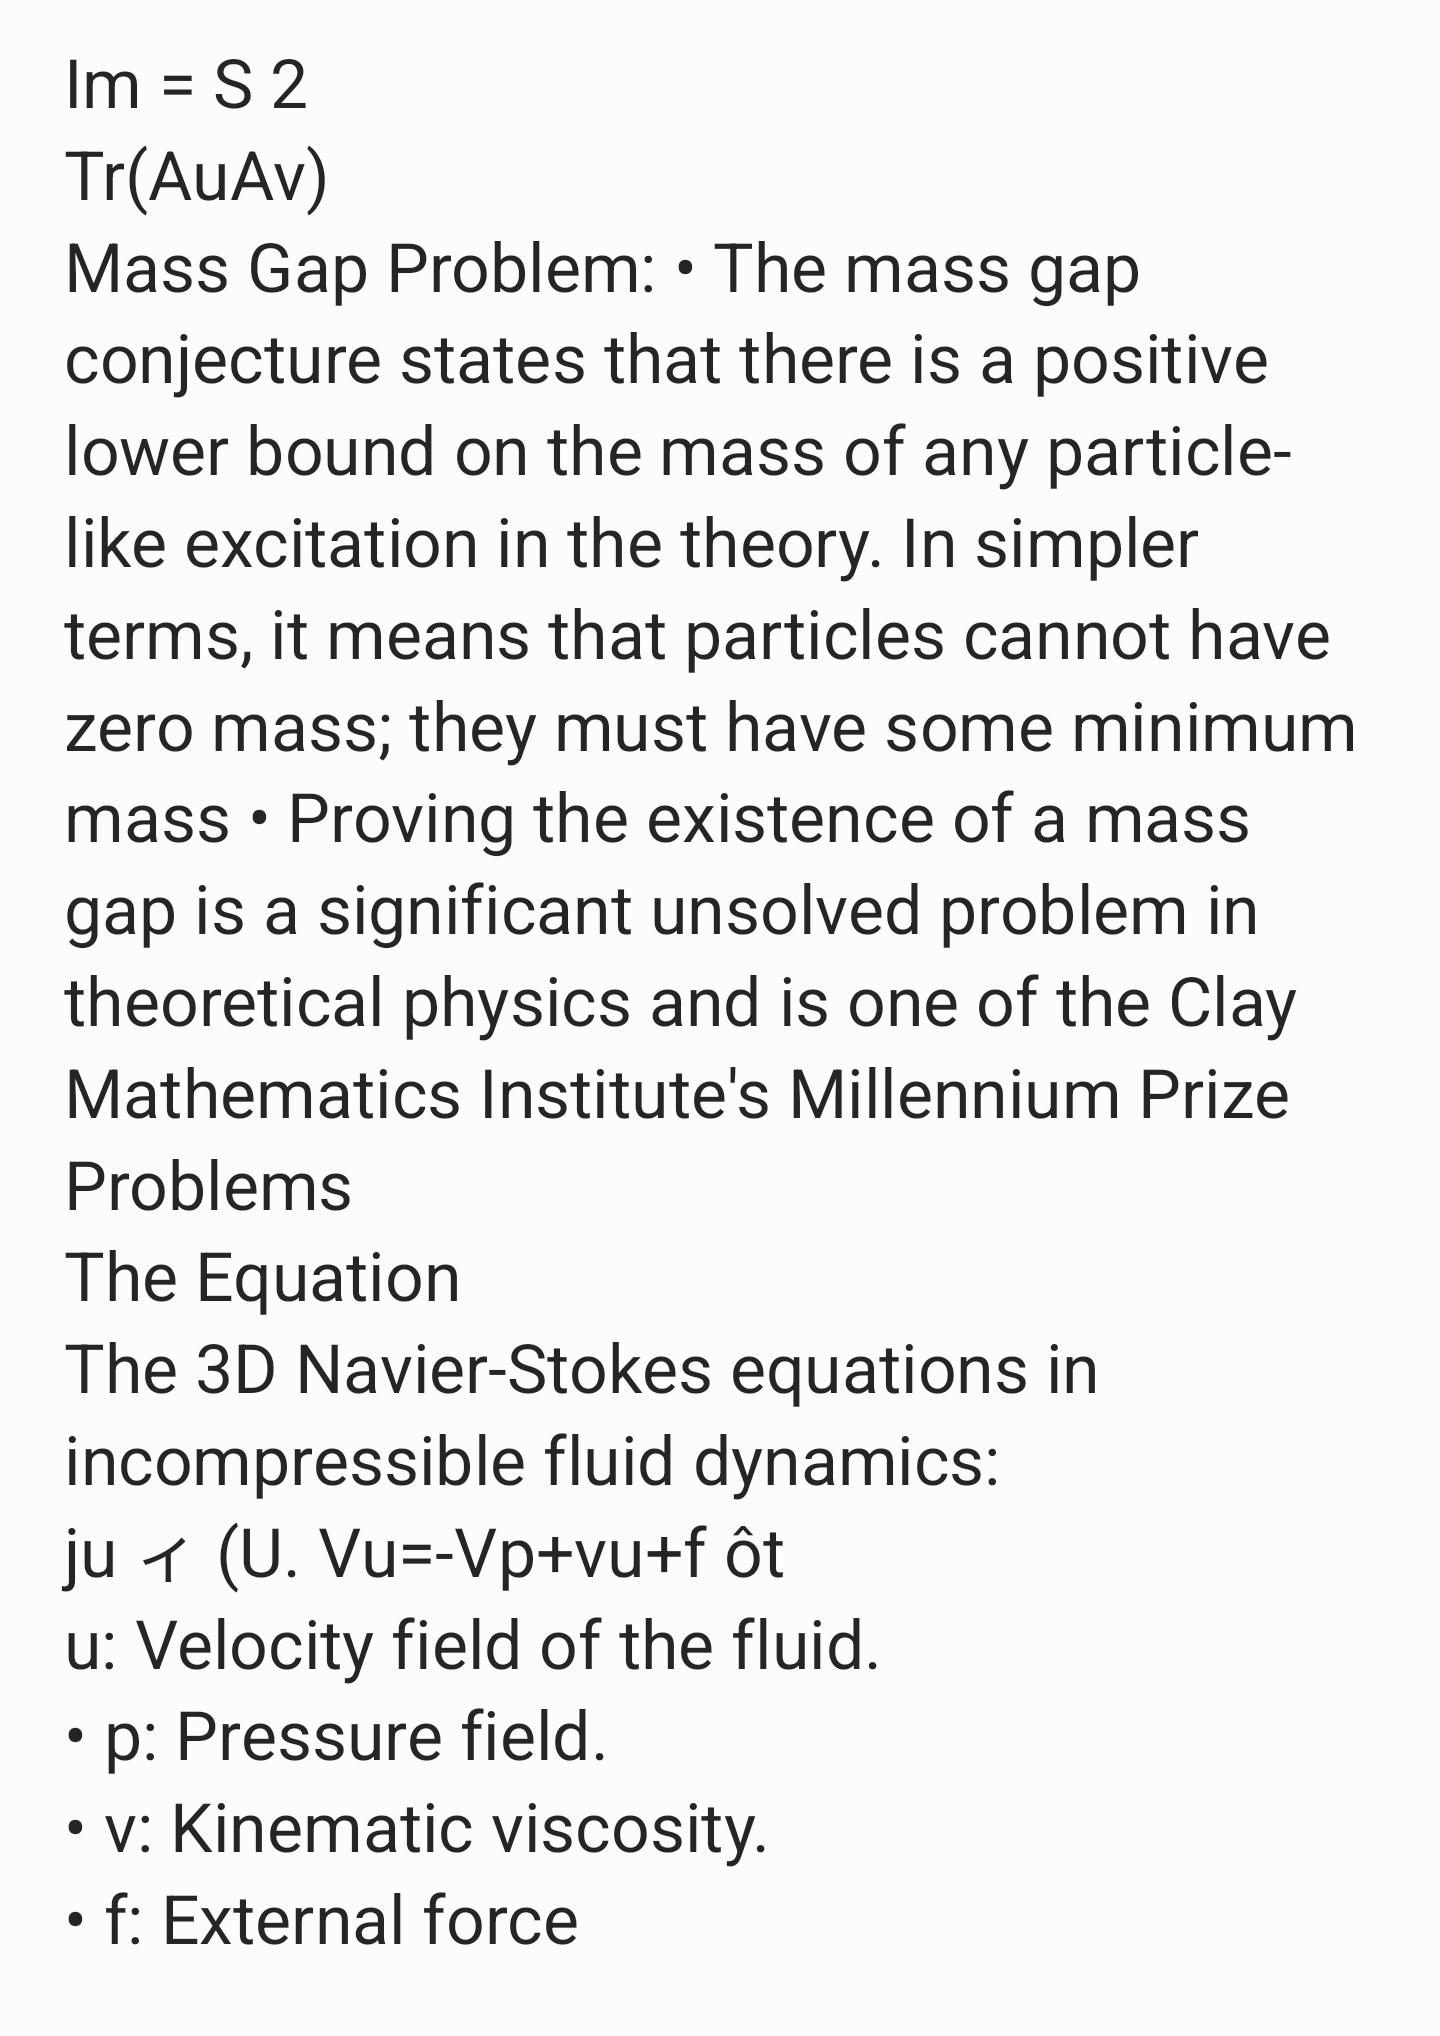 Im = S 2
Tr(AuAv)
Mass Gap Problem: • The mass gap
conjecture states that there is a positive
lower bound on the mass of any particle-
like excitation in the theory. In simpler
terms, it means that particles cannot have
zero mass; they must have some minimum
mass • Proving the existence of a mass
gap is a significant unsolved problem in
theoretical physics and is one of the Clay
Mathematics Institute's Millennium Prize
Problems
The Equation
The 3D Navier-Stokes equations in
incompressible fluid dynamics:
ju ィ (U. Vu=-Vp+vu+f ôt
u: Velocity field of the fluid.
• p: Pressure field.
• v: Kinematic viscosity.
• f: External force